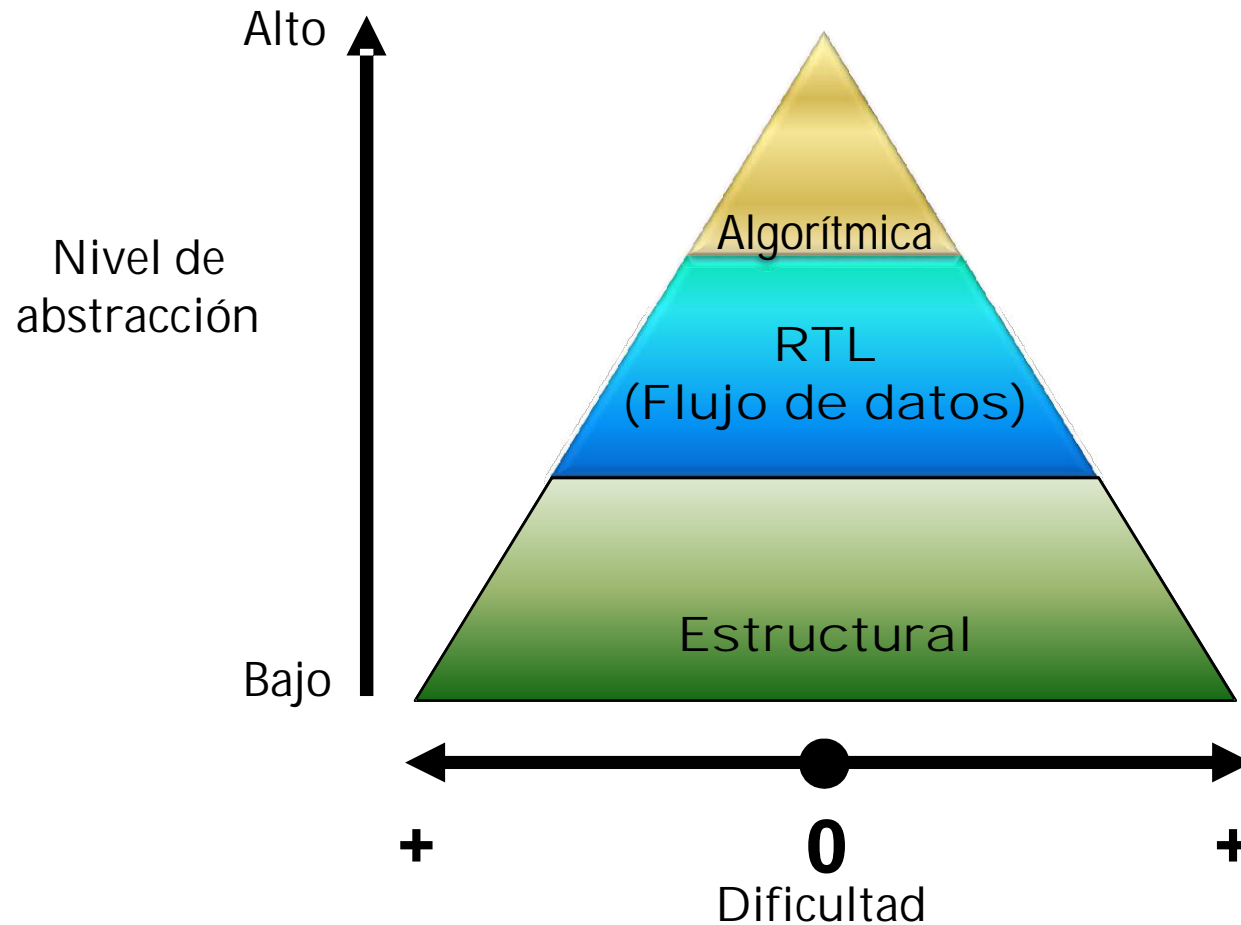 Alto
Nivel de
abstracción
Algorítmica
RTL
(Flujo de datos)
Estructural
Bajo
+ 0 +
Dificultad